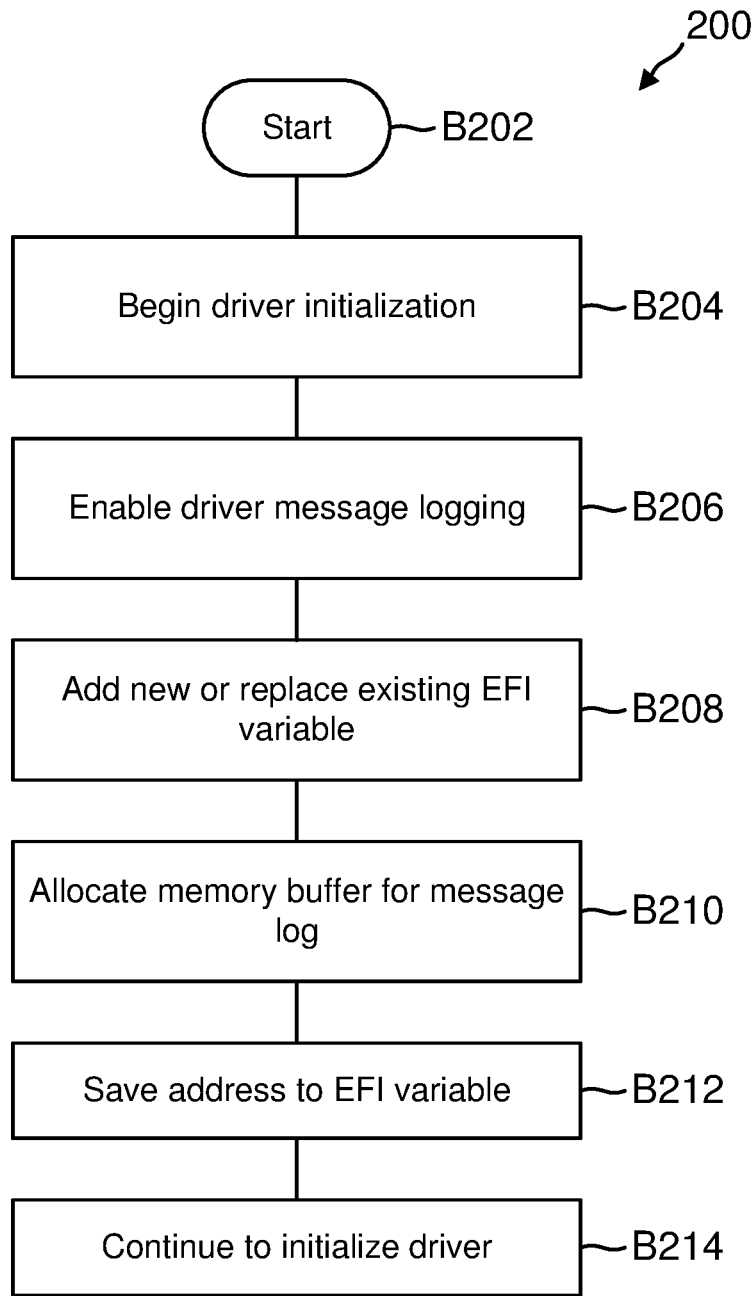 200
Start
B202
Begin driver initialization
B204
Enable driver message logging
B206
Add new or replace existing EFI
variable
B208
Allocate memory buffer for message
log
B210
Save address to EFI variable
B212
Continue to initialize driver
B214